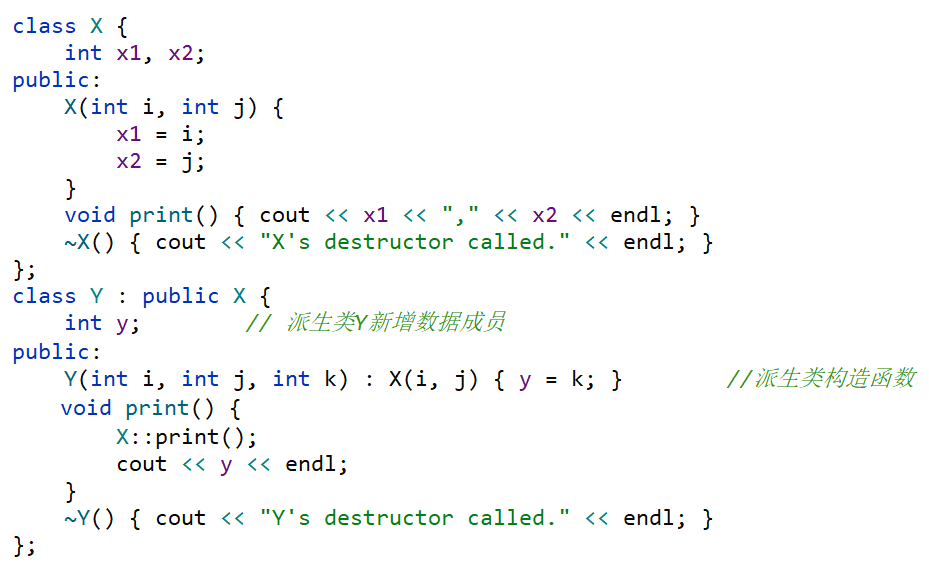 class X {
    int x1, x2;
public:
    X(int i, int j) {
        x1 = i;
        x2 = j;
    }
    void print() { cout << x1 << "," << x2 << endl; }
    ~X() { cout << "X's destructor called." << endl; }
};
class Y : public X {
    int y;        // 派生类Y新增数据成员
public:
    Y(int i, int j, int k) : X(i, j) { y = k; }        //派生类构造函数
    void print() {
        X::print();
        cout << y << endl;
    }
    ~Y() { cout << "Y's destructor called." << endl; }
};